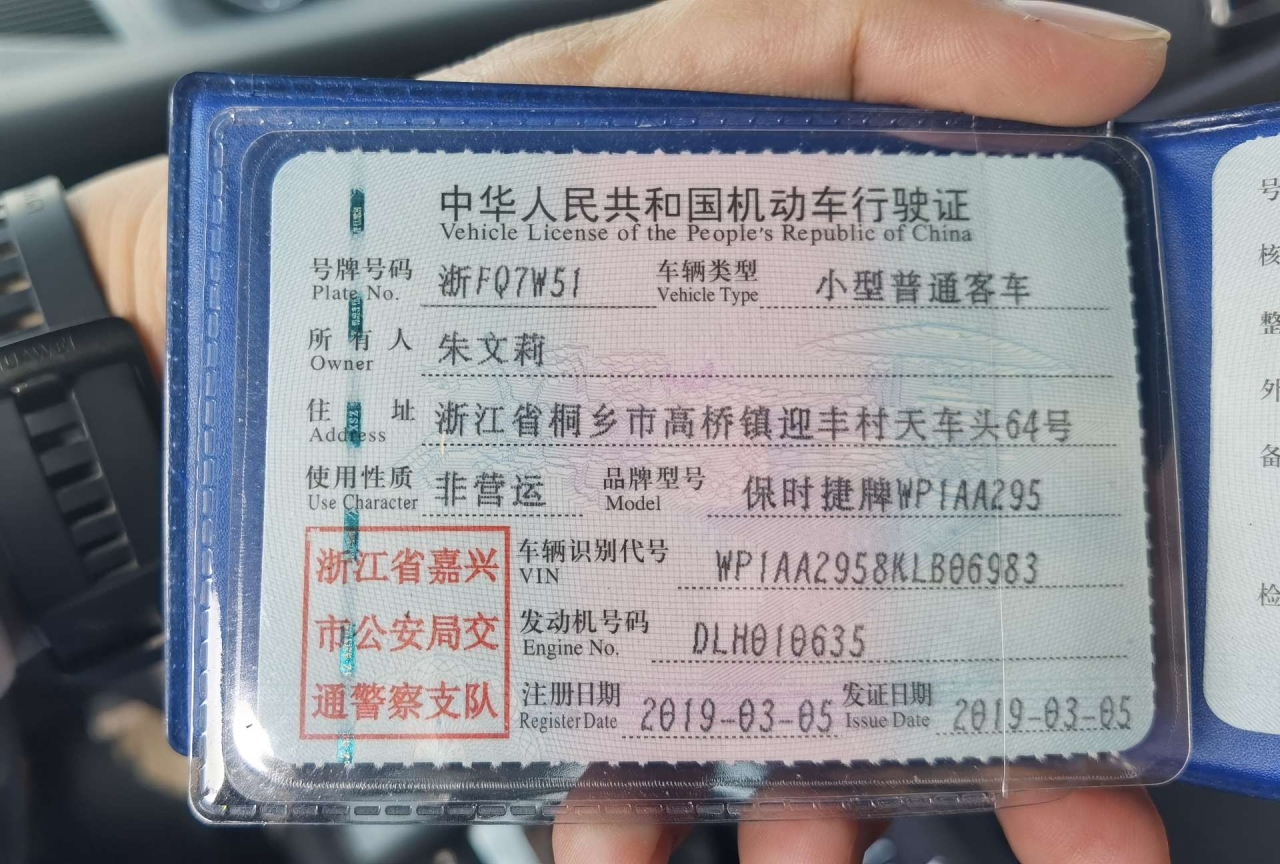 中华人民共和国机动车行驶证
Vehicle License of the People's Republic of China
号牌号码 浙FQ7W51 车辆类型 小型普通客车
Plate No. Vehicle Type
所有人 朱文莉
Owner
住址 浙江省桐乡市高桥镇迎丰村天车头64号
Address
使用性质 非营运 品牌型号 保时捷牌WP1AA295
Use Character Model
浙江省嘉兴
市公安局交
通警察支队
车辆识别代号 WP1AA2958KLB06983
VIN
发动机号码 DLH010635
Engine No.
注册日期 2019-03-05 发证日期 2019-03-05
Register Date Issue Date
号
核
整
外
备
检